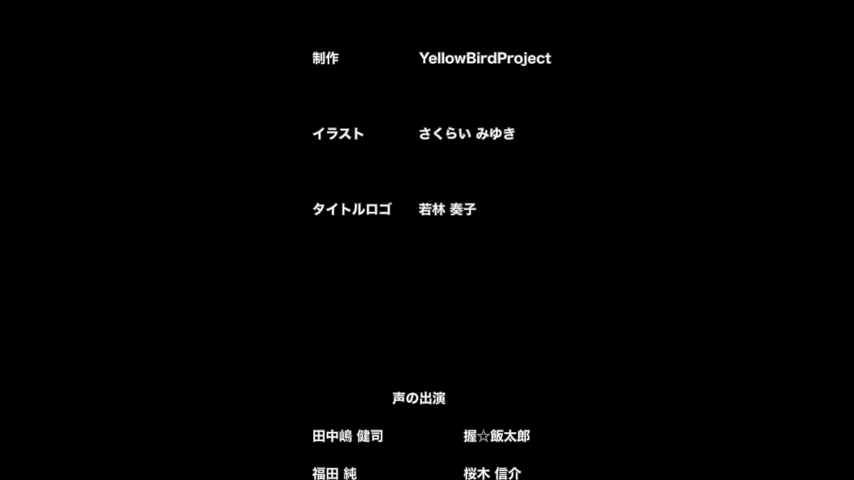 制作 YellowBirdProject
イラスト さくらい みゆき
タイトルロゴ 若林 奏子
声の出演
田中嶋 健司 握☆飯太郎
福田 純 桜木 信介